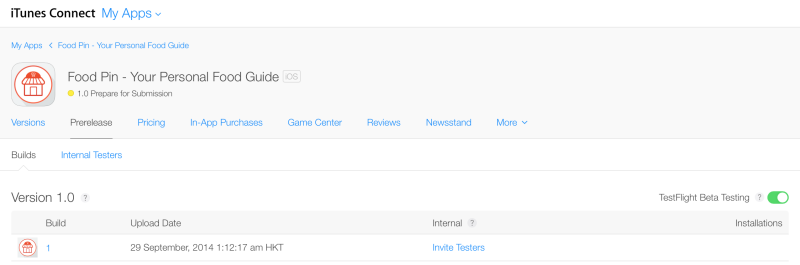 iTunes Connect My Apps
My Apps Food Pin - Your Personal Food Guide
Food Pin - Your Personal Food Guide iOS
1.0 Prepare for Submission
Versions Prerelease Pricing In-App Purchases Game Center Reviews Newsstand More
Builds Internal Testers
Version 1.0 ? TestFlight Beta Testing ?
Build Upload Date Internal ? Installations
1 29 September, 2014 1:12:17 am HKT Invite Testers